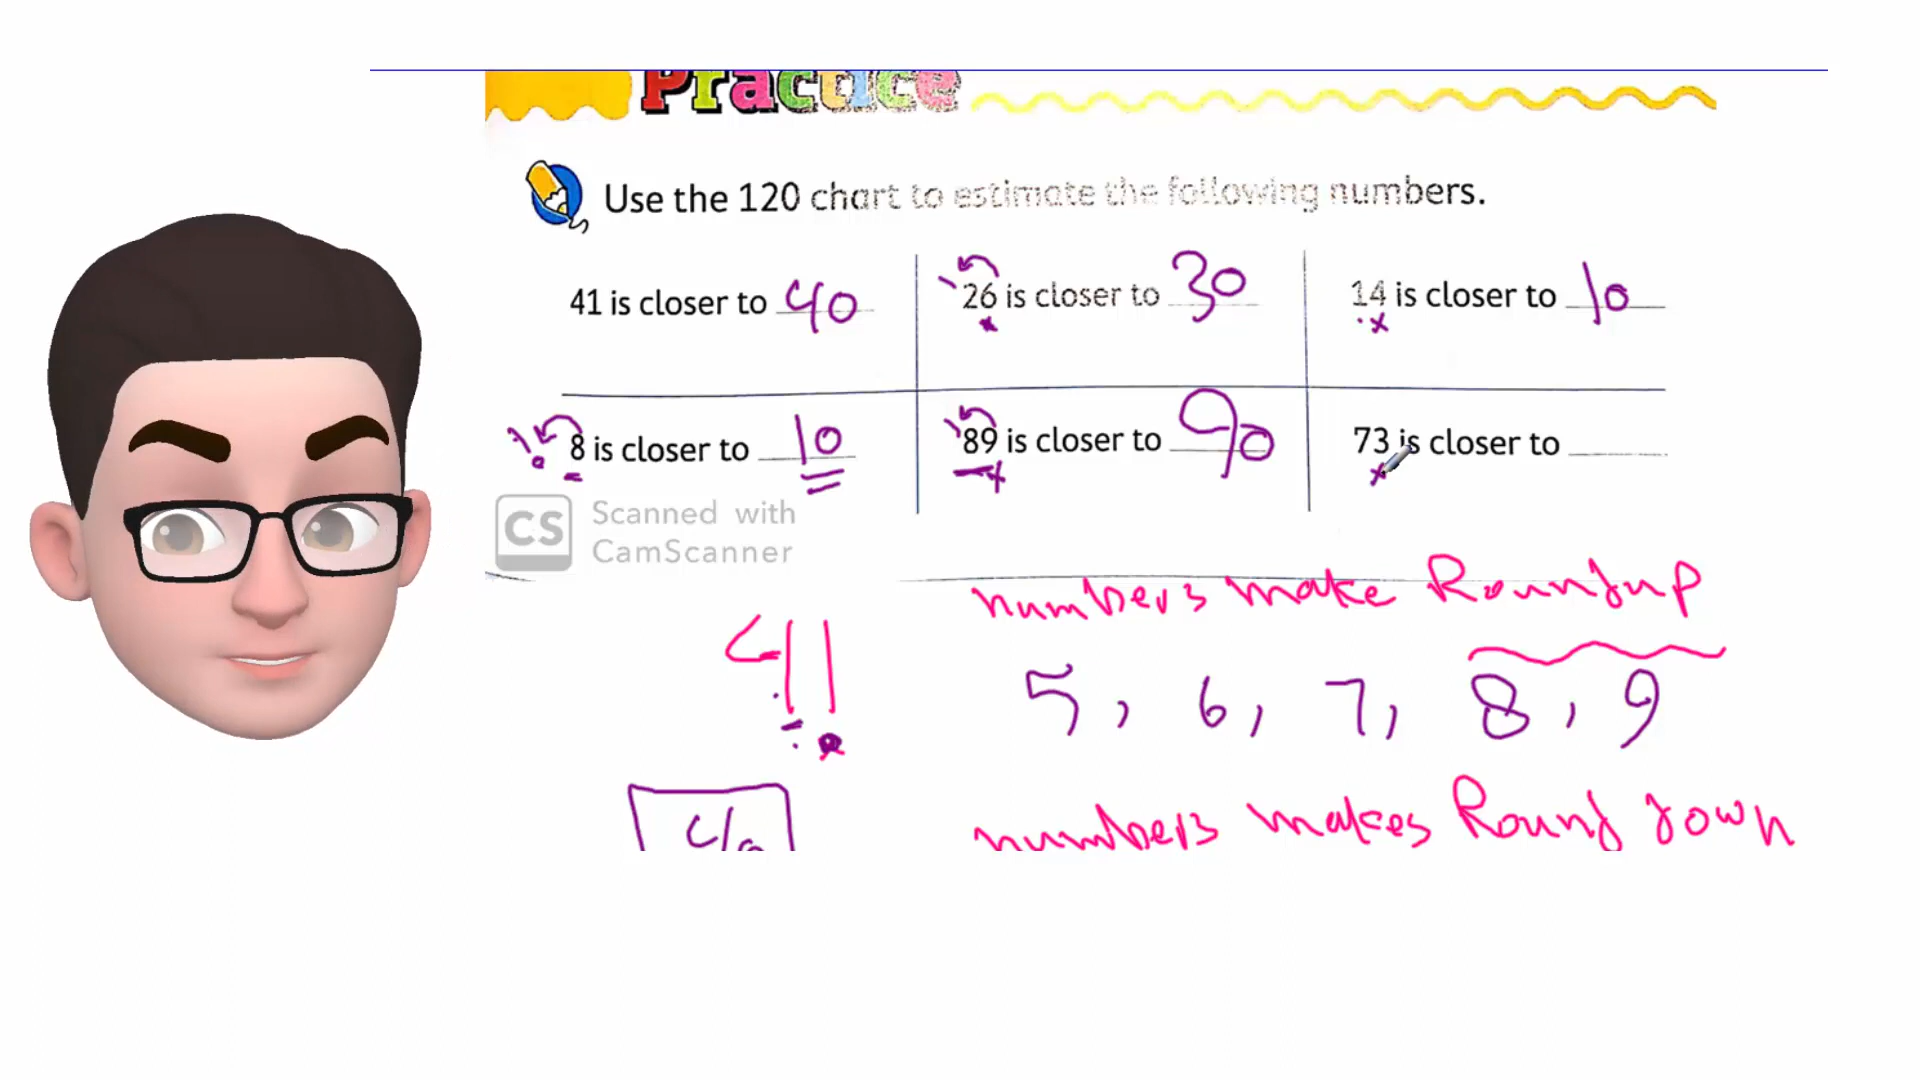 Practice
Use the 120 chart to estimate the following numbers.
41 is closer to 40
26 is closer to 30
14 is closer to 10
8 is closer to 10
89 is closer to 90
73 is closer to
CS Scanned with
CamScanner
numbers make Round up
41
5, 6, 7, 8, 9
40
numbers makes Round down